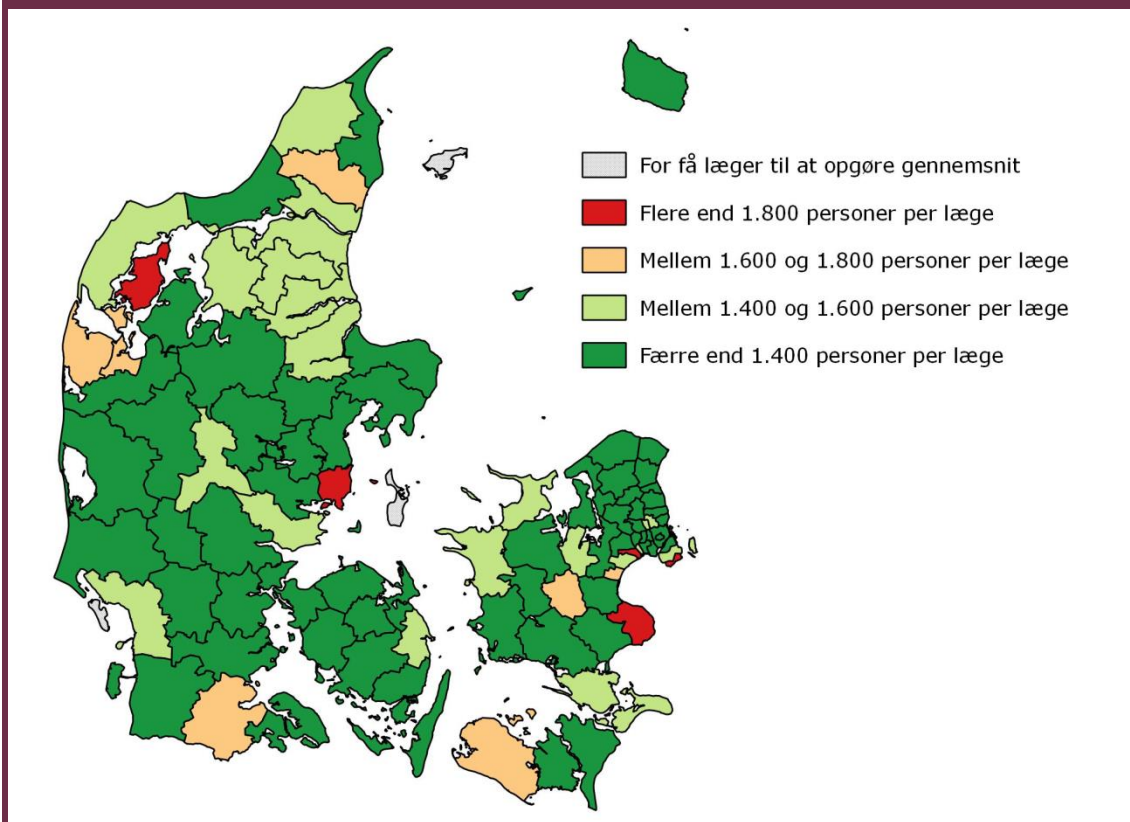 For få læger til at opgøre gennemsnit
Flere end 1.800 personer per læge
Mellem 1.600 og 1.800 personer per læge
Mellem 1.400 og 1.600 personer per læge
Færre end 1.400 personer per læge